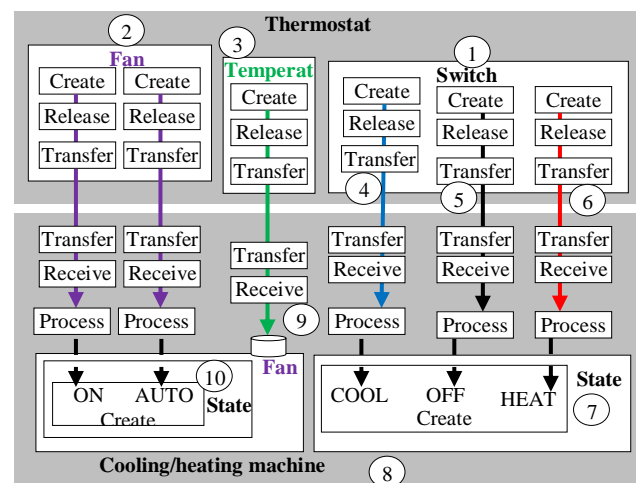 Thermostat
2
3
1
Fan
Temperat
Switch
Create
Create
Create
Create
Create
Create
Release
Release
Release
Release
Release
Release
Transfer
Transfer
Transfer
Transfer
Transfer
Transfer
4
5
6
Transfer
Transfer
Transfer
Transfer
Transfer
Transfer
Receive
Receive
Receive
Receive
Receive
Receive
9
Process
Process
Process
Process
Process
Fan
10
State
ON
AUTO
Create
State
COOL
OFF
HEAT
Create
7
Cooling/heating machine
8